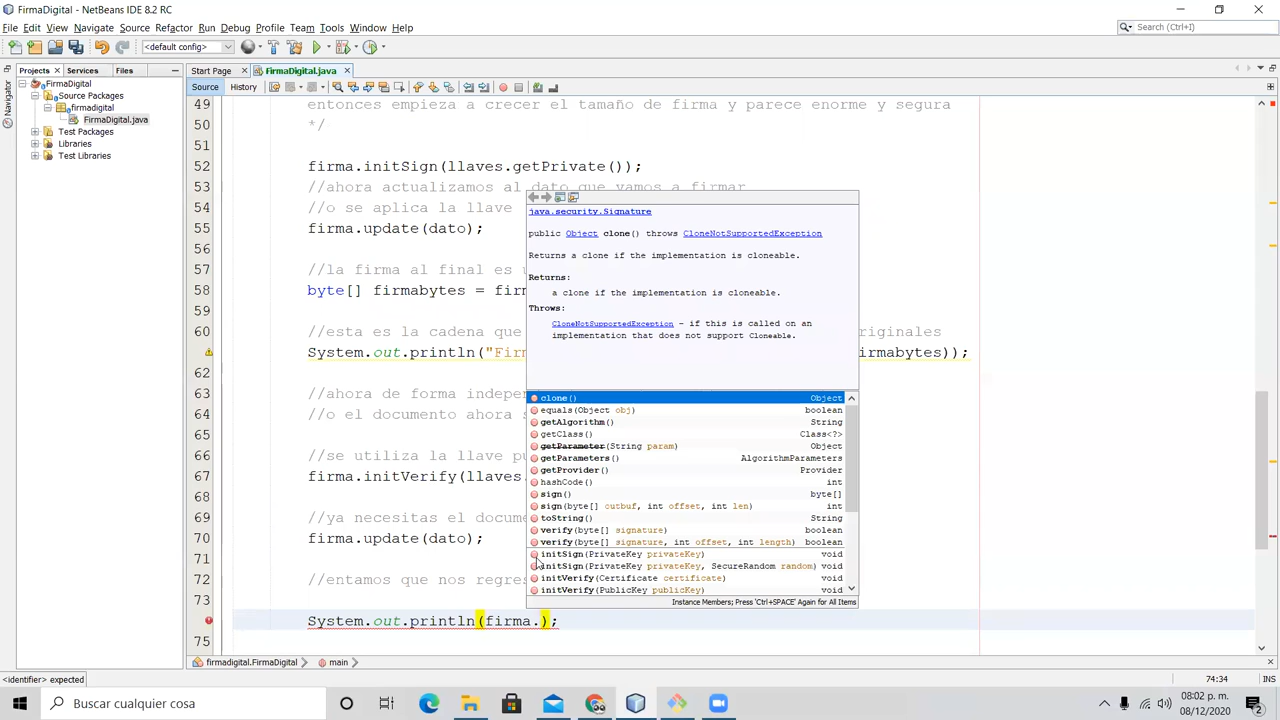 FirmaDigital - NetBeans IDE 8.2 RC
File Edit View Navigate Source Refactor Run Debug Profile Team Tools Window Help
Search (Ctrl+I)
<default config>
Projects Services Files
Start Page FirmaDigital.java
Source History
Navigator
FirmaDigital
Source Packages
firmadigital
FirmaDigital.java
Test Packages
Libraries
Test Libraries
49 entonces empieza a crecer el tamaño de firma y parece enorme y segura
50 */
51
52 firma.initSign(llaves.getPrivate());
53 //ahora actualizamos al dato que vamos a firmar
54 //o se aplica la llave
55 firma.update(dato);
56
57 //la firma al final es u
58 byte[] firmabytes = firm
59
60 //esta es la cadena que riginales
System.out.println("Firm irmabytes));
62
63 //ahora de forma indepen
64 //o el documento ahora s
65
66 //se utiliza la llave pu
67 firma.initVerify(llaves.
68
69 //ya necesitas el docume
70 firma.update(dato);
71
72 //entamos que nos regres
73
System.out.println(firma.);
75
java.security.Signature
public Object clone() throws CloneNotSupportedException
Returns a clone if the implementation is cloneable.
Returns:
a clone if the implementation is cloneable.
Throws:
CloneNotSupportedException - if this is called on an
implementation that does not support Cloneable.
clone() Object
equals(Object obj) boolean
getAlgorithm() String
getClass() Class<?>
getParameter(String param) Object
getParameters() AlgorithmParameters
getProvider() Provider
hashCode() int
sign() byte[]
sign(byte[] outbuf, int offset, int len) int
toString() String
verify(byte[] signature) boolean
verify(byte[] signature, int offset, int length) boolean
initSign(PrivateKey privateKey) void
initSign(PrivateKey privateKey, SecureRandom random) void
initVerify(Certificate certificate) void
initVerify(PublicKey publicKey) void
Instance Members; Press 'Ctrl+SPACE' Again for All Items
firmadigital.FirmaDigital main
<identifier> expected
74:34 INS
Buscar cualquier cosa
08:02 p. m.
08/12/2020
2